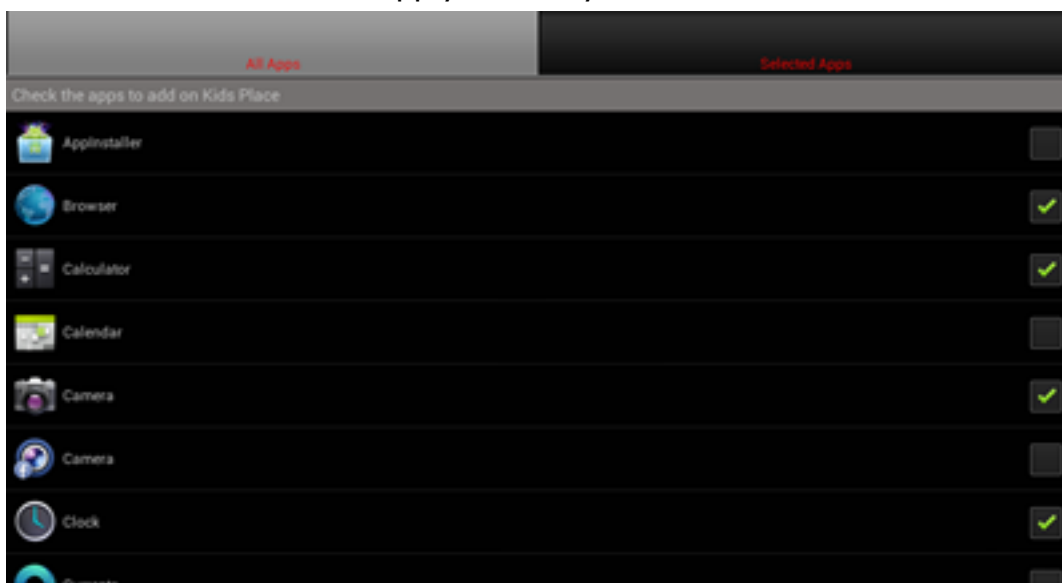 All Apps
Selected Apps
Check the apps to add on Kids Place
AppInstaller
Browser
Calculator
Calendar
Camera
Camera
Clock